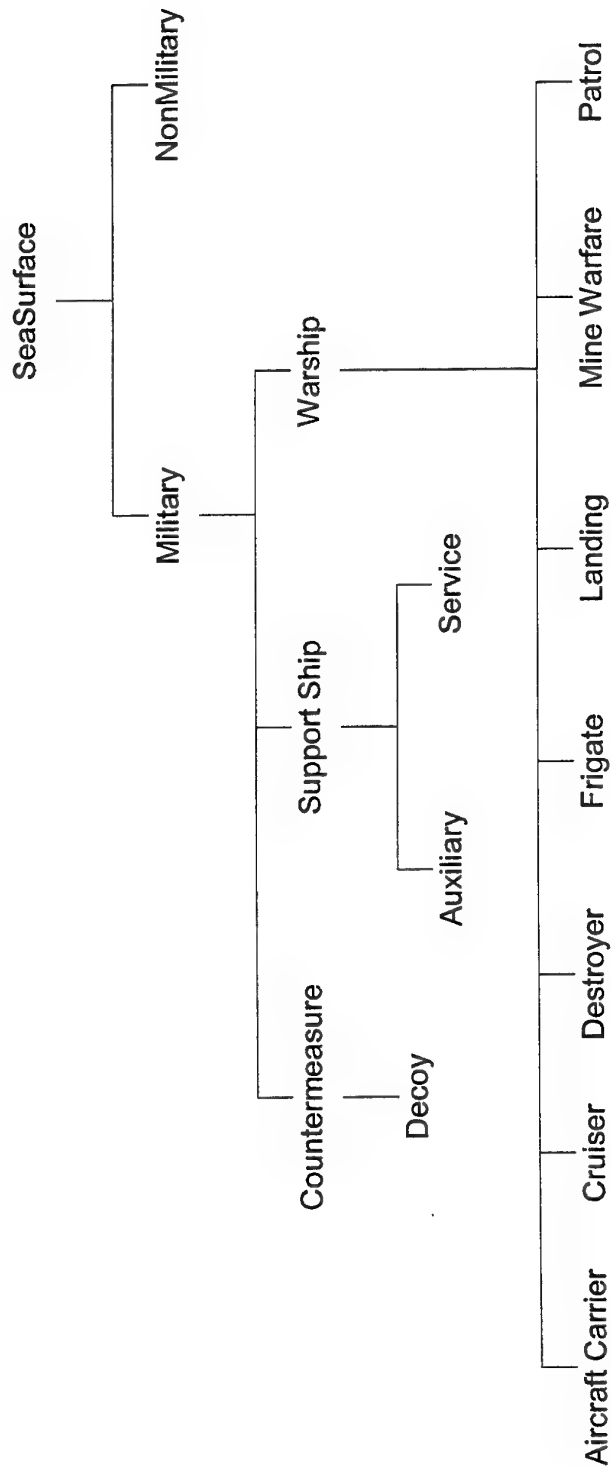 SeaSurface
Military
NonMilitary
Countermeasure
Support Ship
Warship
Decoy
Auxiliary
Service
Aircraft Carrier
Cruiser
Destroyer
Frigate
Landing
Mine Warfare
Patrol